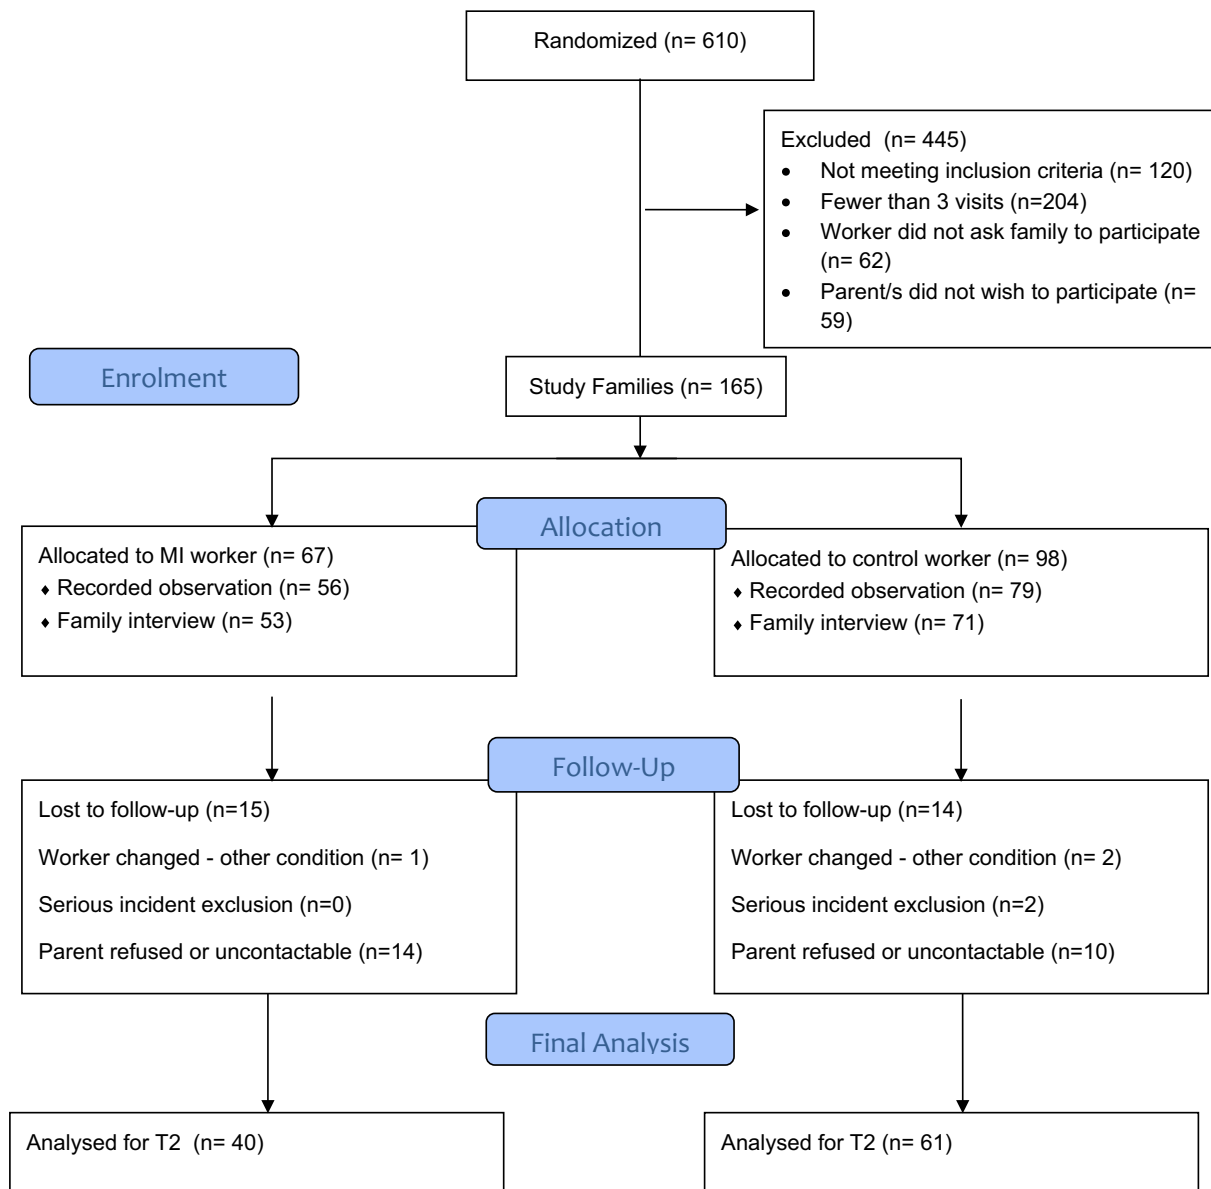 Randomized (n= 610)
Excluded  (n= 445)
• Not meeting inclusion criteria (n= 120)
• Fewer than 3 visits (n=204)
• Worker did not ask family to participate
(n= 62)
• Parent/s did not wish to participate (n=
59)
Enrolment
Study Families (n= 165)
Allocation
Allocated to MI worker (n= 67)
♦ Recorded observation (n= 56)
♦ Family interview (n= 53)
Allocated to control worker (n= 98)
♦ Recorded observation (n= 79)
♦ Family interview (n= 71)
Follow-Up
Lost to follow-up (n=15)
Worker changed - other condition (n= 1)
Serious incident exclusion (n=0)
Parent refused or uncontactable (n=14)
Lost to follow-up (n=14)
Worker changed - other condition (n= 2)
Serious incident exclusion (n=2)
Parent refused or uncontactable (n=10)
Final Analysis
Analysed for T2  (n= 40)
Analysed for T2 (n= 61)